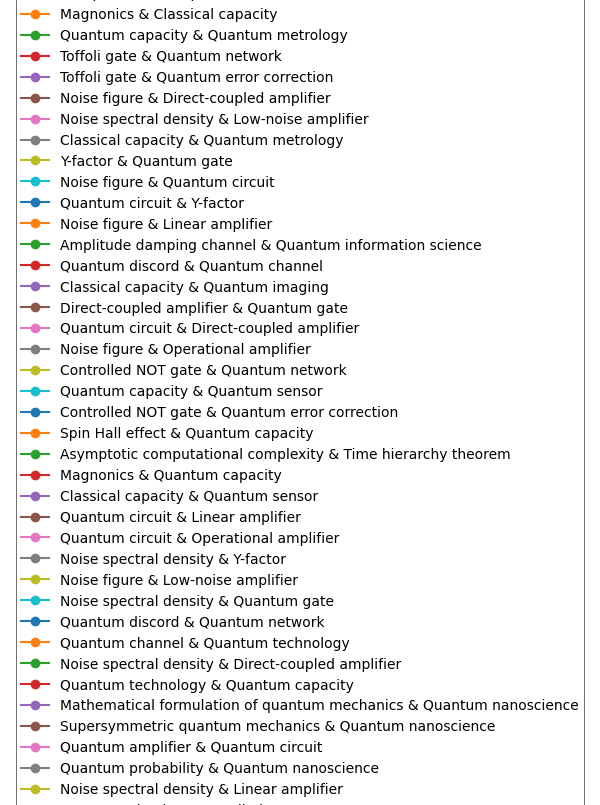 Magnonics & Classical capacity
Quantum capacity & Quantum metrology
Toffoli gate & Quantum network
Toffoli gate & Quantum error correction
Noise figure & Direct-coupled amplifier
Noise spectral density & Low-noise amplifier
Classical capacity & Quantum metrology
Y-factor & Quantum gate
Noise figure & Quantum circuit
Quantum circuit & Y-factor
Noise figure & Linear amplifier
Amplitude damping channel & Quantum information science
Quantum discord & Quantum channel
Classical capacity & Quantum imaging
Direct-coupled amplifier & Quantum gate
Quantum circuit & Direct-coupled amplifier
Noise figure & Operational amplifier
Controlled NOT gate & Quantum network
Quantum capacity & Quantum sensor
Controlled NOT gate & Quantum error correction
Spin Hall effect & Quantum capacity
Asymptotic computational complexity & Time hierarchy theorem
Magnonics & Quantum capacity
Classical capacity & Quantum sensor
Quantum circuit & Linear amplifier
Quantum circuit & Operational amplifier
Noise spectral density & Y-factor
Noise figure & Low-noise amplifier
Noise spectral density & Quantum gate
Quantum discord & Quantum network
Quantum channel & Quantum technology
Noise spectral density & Direct-coupled amplifier
Quantum technology & Quantum capacity
Mathematical formulation of quantum mechanics & Quantum nanoscience
Supersymmetric quantum mechanics & Quantum nanoscience
Quantum amplifier & Quantum circuit
Quantum probability & Quantum nanoscience
Noise spectral density & Linear amplifier